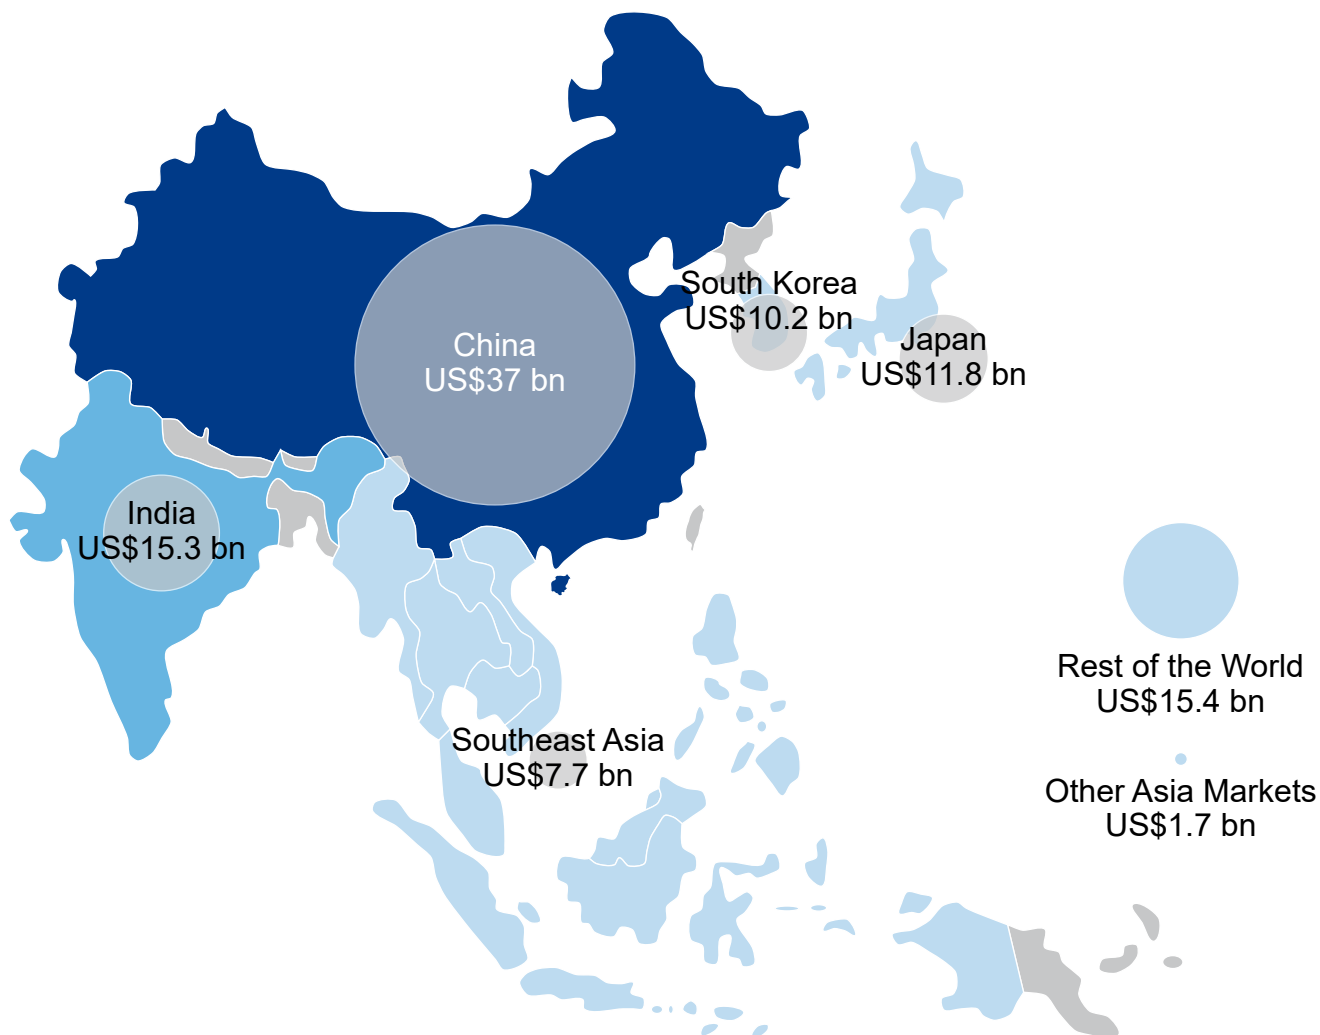 South Korea
US$10.2 bn
China
US$37 bn
Japan
US$11.8 bn
India
US$15.3 bn
Rest of the World
US$15.4 bn
Southeast Asia
US$7.7 bn
Other Asia Markets
US$1.7 bn